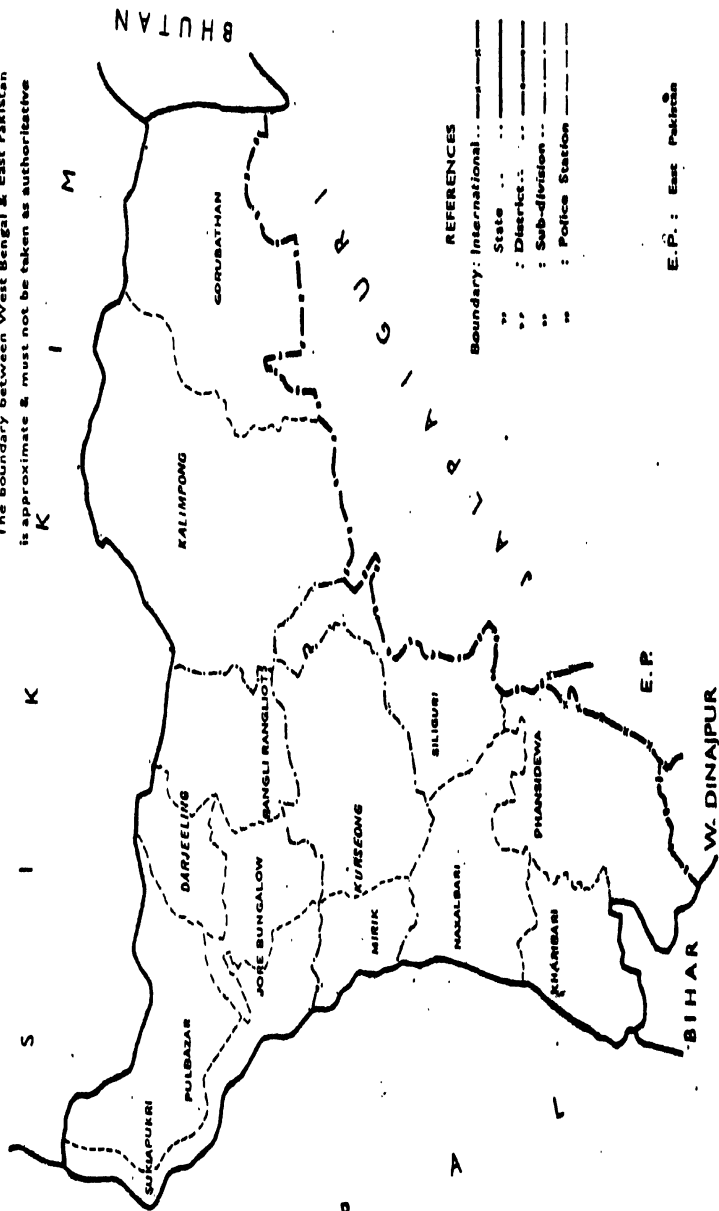 The boundary between West Bengal & East Pakistan
is approximate & must not be taken as authoritative
S I K K I M
BHUTAN
GORUBATHAN
KALIMPONG
DARJEELING
PULBAZAR
SUKIAPUKRI
RANGLI RANGLIOT
JORE BUNGALOW
KURSEONG
MIRIK
SILIGURI
NAXALBARI
PHANSIDEWA
KHARIBARI
J A L P A I G U R I
P A L
E.P.
W. DINAJPUR
BIHAR
REFERENCES
Boundary: International
" State
" : District
" : Sub-division
" : Police Station
E.P. : East Pakistan